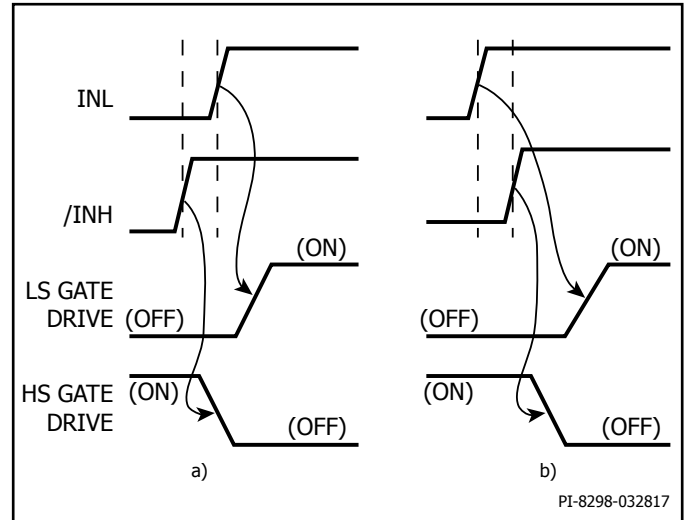 INL
/INH
(ON)
(ON)
LS GATE
DRIVE
(OFF)
(OFF)
HS GATE
DRIVE
(ON)
(OFF)
(ON)
(OFF)
a)
b)
PI-8298-032817